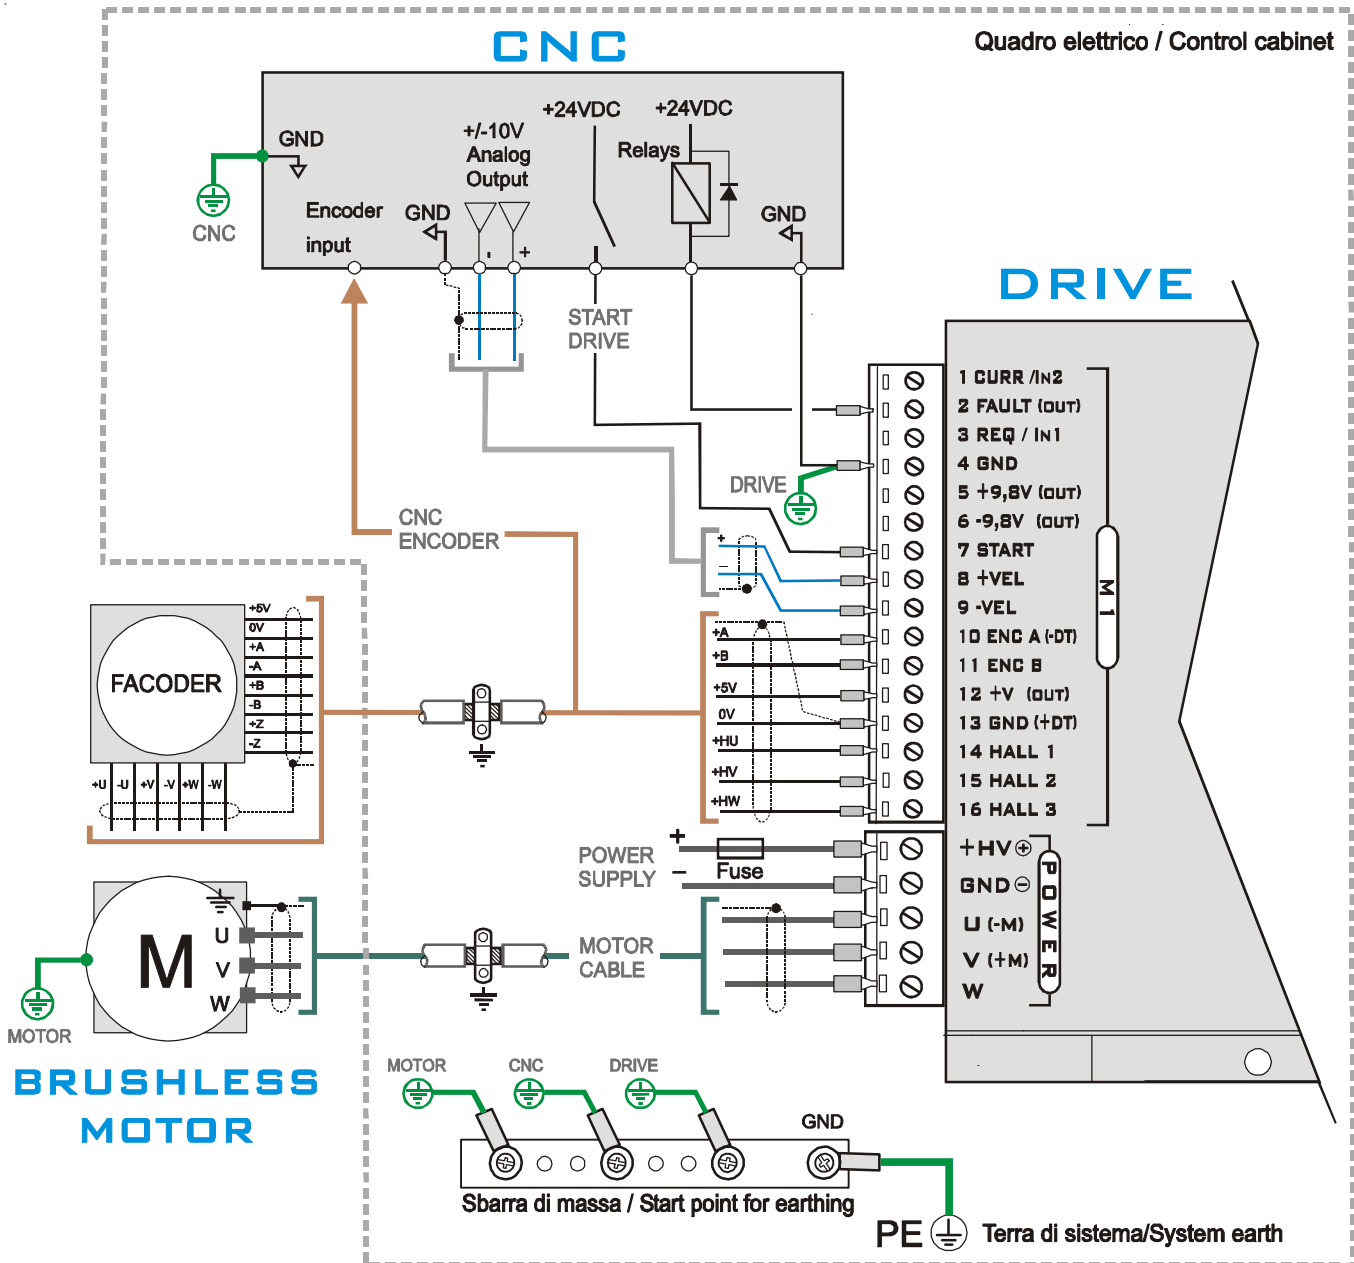 CNC
Quadro elettrico / Control cabinet
+24VDC
+24VDC
+/-10V
Analog
Output
GND
Relays
Encoder
input
GND
GND
- +
CNC
DRIVE
START
DRIVE
1 CURR /IN2
2 FAULT (OUT)
3 REQ / IN1
4 GND
5 +9,8V (OUT)
6 -9,8V (OUT)
7 START
8 +VEL
9 -VEL
10 ENC A (-DT)
11 ENC B
12 +V (OUT)
13 GND (+DT)
14 HALL 1
15 HALL 2
16 HALL 3
M 1
DRIVE
CNC
ENCODER
+
−
FACODER
+5V
0V
+A
-A
+B
-B
+Z
-Z
+U -U +V -V +W -W
+A
+B
+5V
0V
+HU
+HV
+HW
POWER
SUPPLY
+
−
Fuse
+HV
GND
U (-M)
V (+M)
W
POWER
M
U
V
W
MOTOR
MOTOR
CABLE
BRUSHLESS
MOTOR
MOTOR
CNC
DRIVE
GND
Sbarra di massa / Start point for earthing
PE
Terra di sistema/System earth